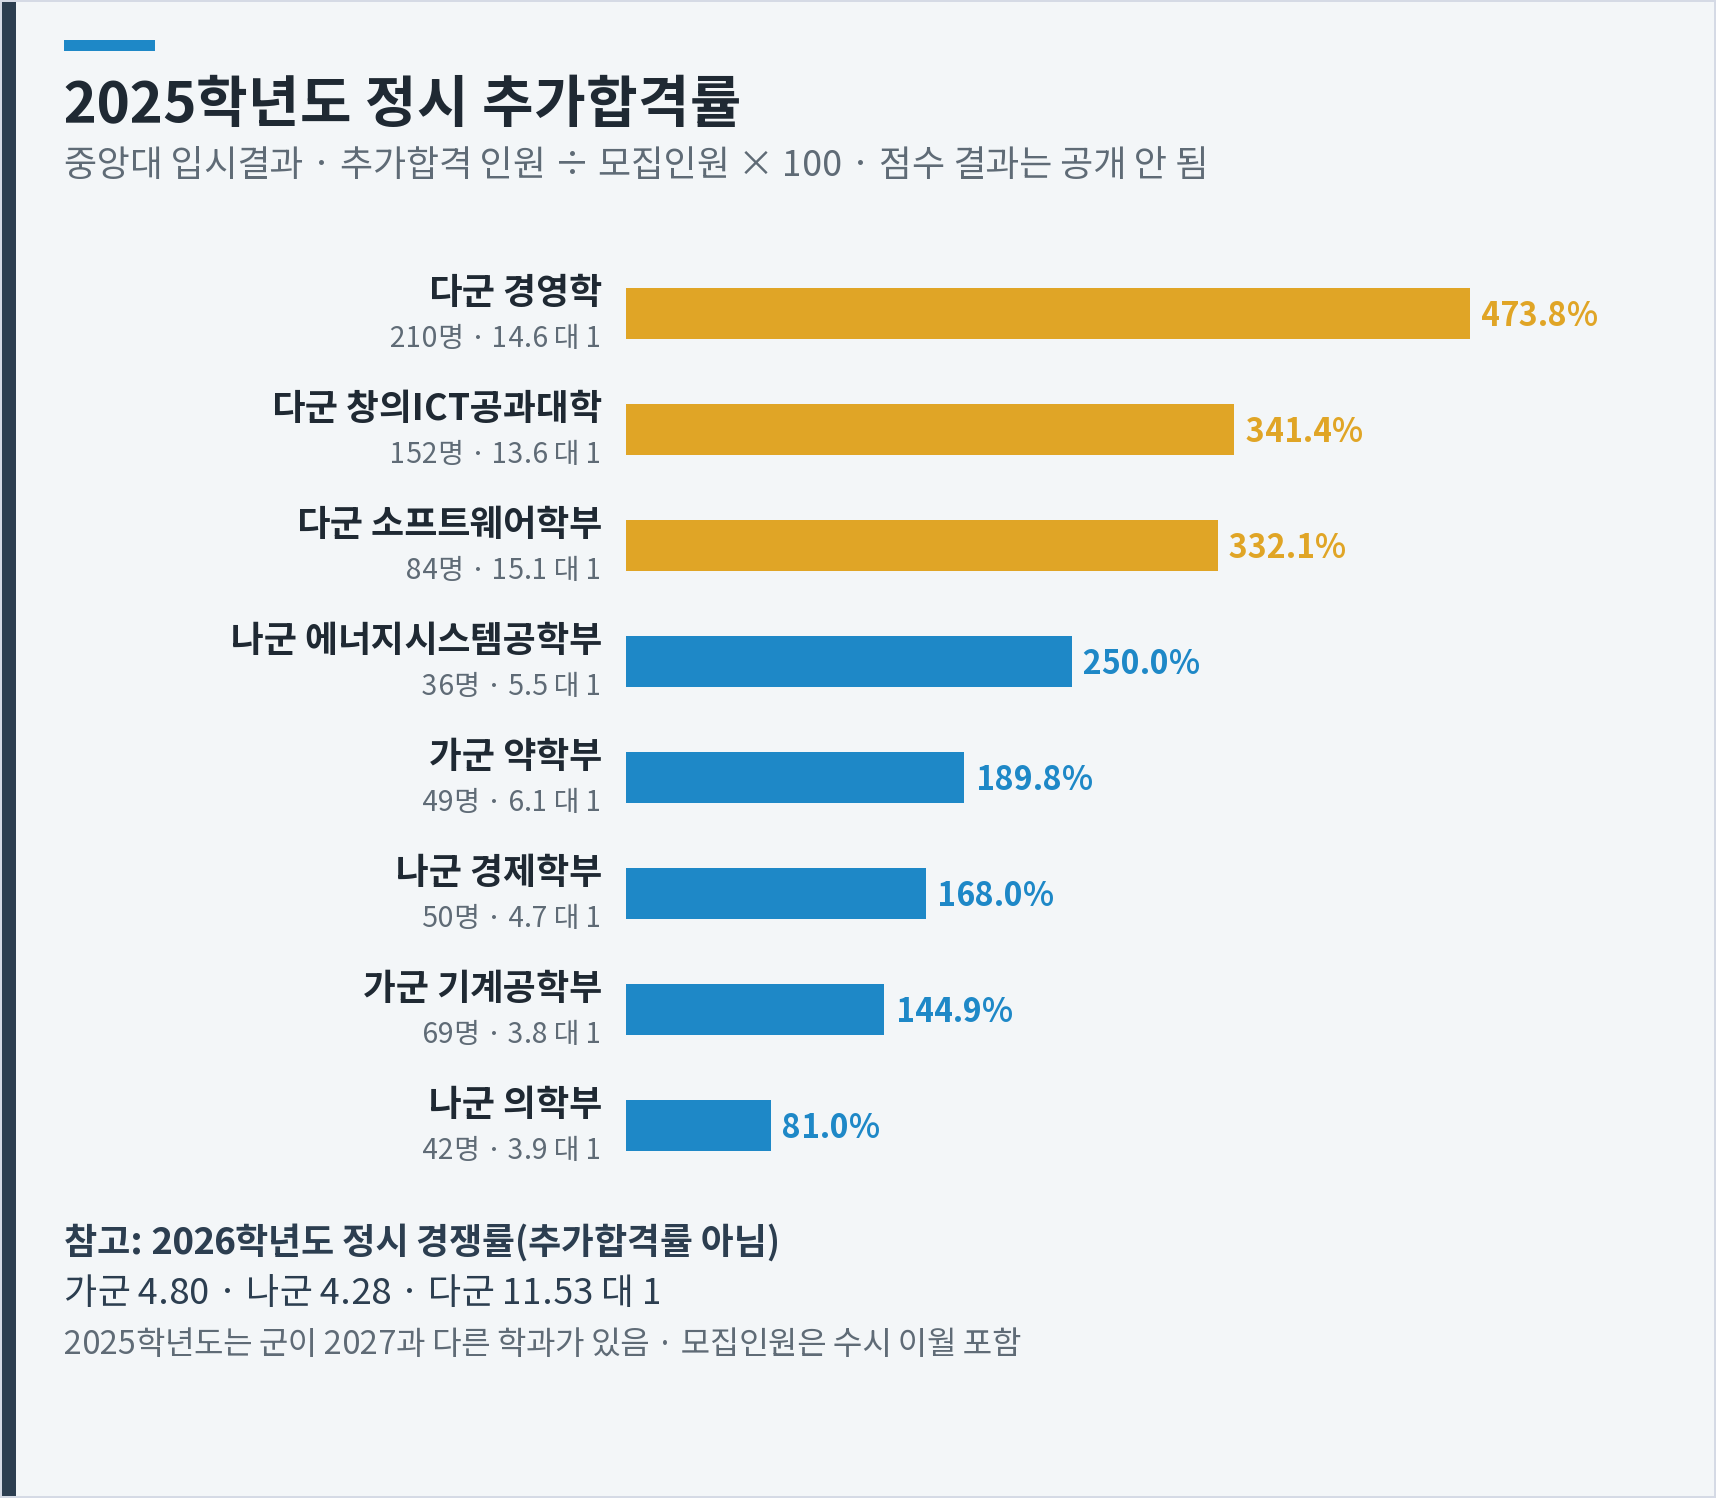 2025학년도 정시 추가합격률
중앙대 입시결과 · 추가합격 인원 ÷ 모집인원 × 100 · 점수 결과는 공개 안 됨
다군 경영학
210명 · 14.6 대 1
473.8%
다군 창의ICT공과대학
152명 · 13.6 대 1
341.4%
다군 소프트웨어학부
84명 · 15.1 대 1
332.1%
나군 에너지시스템공학부
36명 · 5.5 대 1
250.0%
가군 약학부
49명 · 6.1 대 1
189.8%
나군 경제학부
50명 · 4.7 대 1
168.0%
가군 기계공학부
69명 · 3.8 대 1
144.9%
나군 의학부
42명 · 3.9 대 1
81.0%
참고: 2026학년도 정시 경쟁률(추가합격률 아님)
가군 4.80 · 나군 4.28 · 다군 11.53 대 1
2025학년도는 군이 2027과 다른 학과가 있음 · 모집인원은 수시 이월 포함